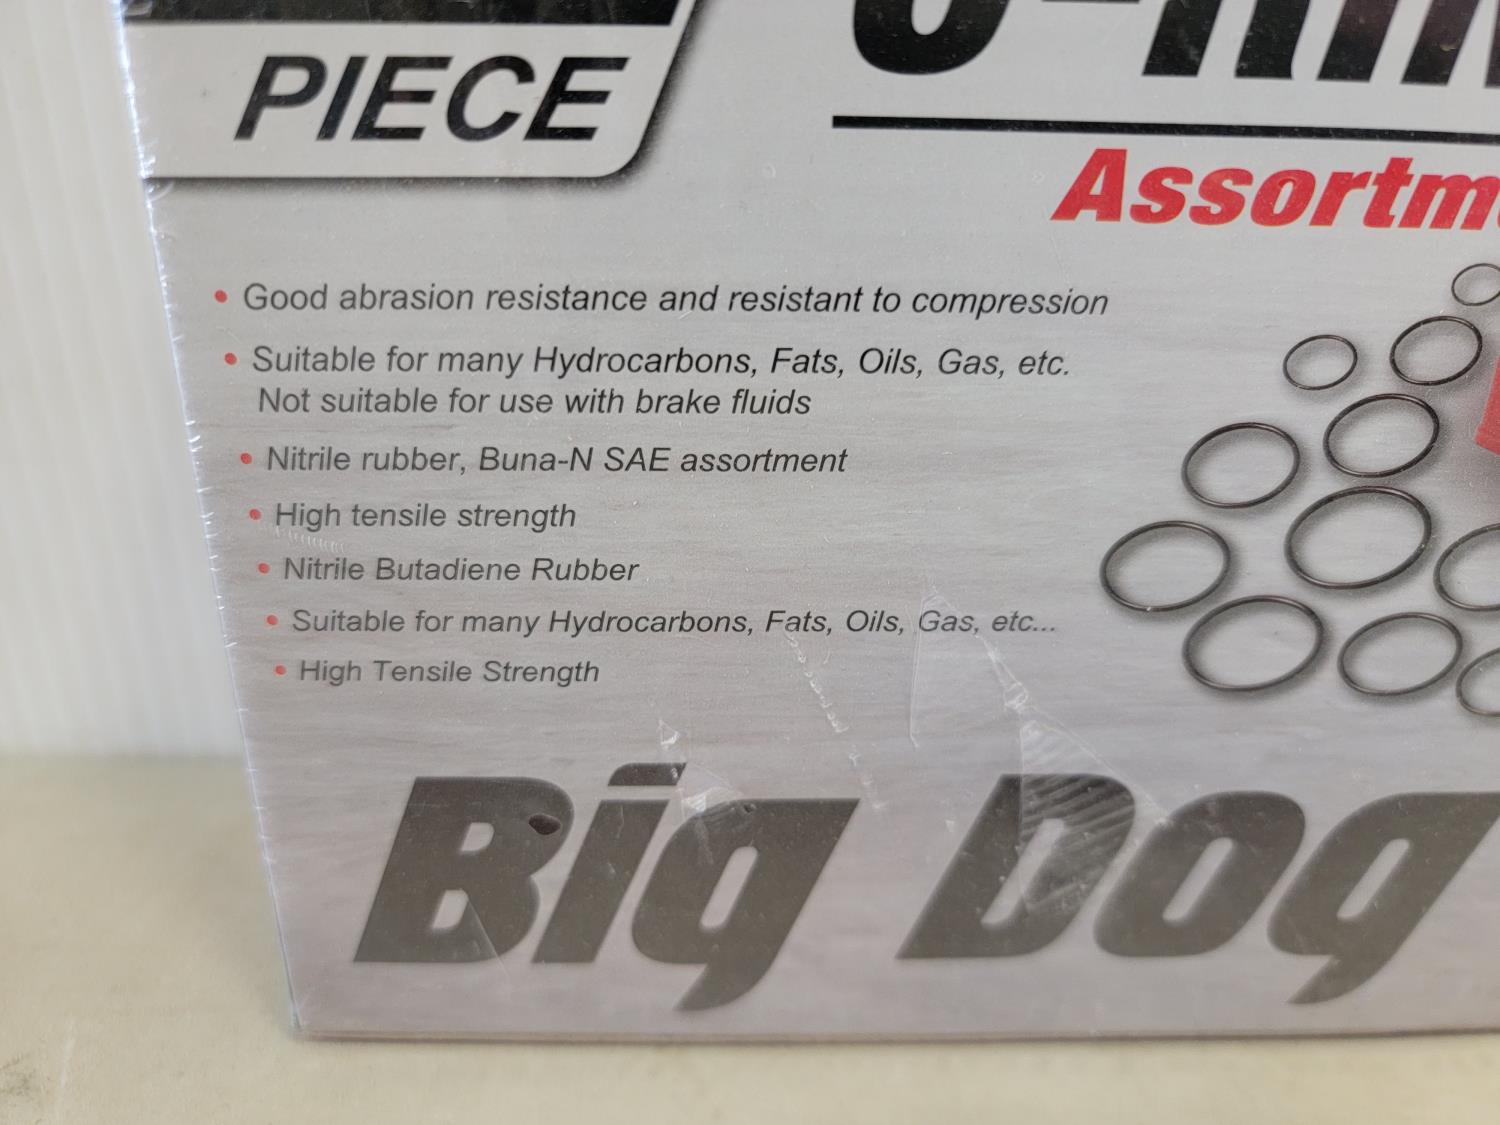 PIECE
Good abrasion resistance and resistant to compression
Suitable for many Hydrocarbons, Fats, Oils, Gas, etc.
Not suitable for use with brake fluids
Nitrile rubber, Buna-N SAE assortment
High tensile strength
Nitrile Butadiene Rubber
Suitable for many Hydrocarbons, Fats, Oils, Gas, etc...
High Tensile Strength
Big Dog